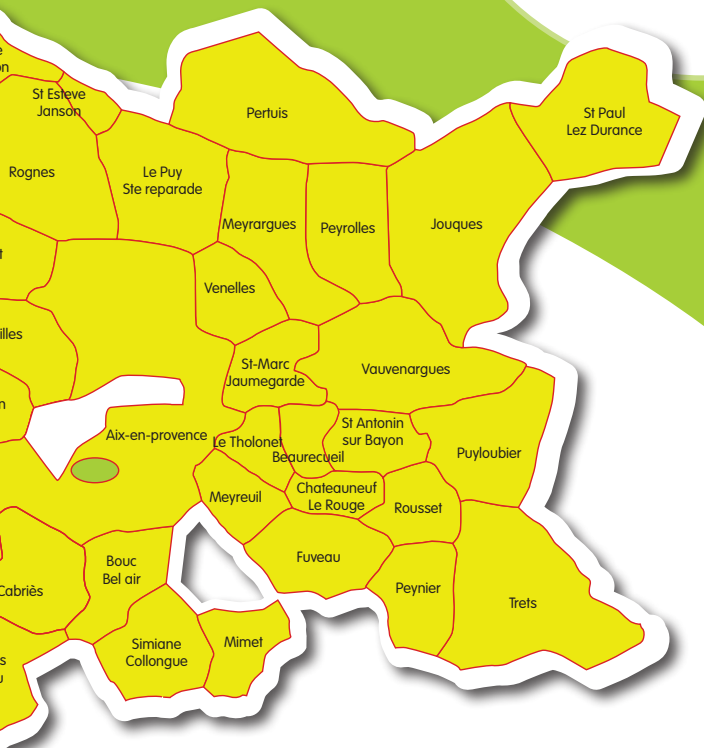 St Esteve
Janson
Pertuis
St Paul
Lez Durance
Rognes
Le Puy
Ste reparade
Meyrargues
Peyrolles
Jouques
Venelles
St-Marc
Jaumegarde
Vauvenargues
Aix-en-provence
Le Tholonet
Beaurecueil
St Antonin
sur Bayon
Puyloubier
Meyreuil
Chateauneuf
Le Rouge
Rousset
Fuveau
Bouc
Bel air
Cabriès
Peynier
Trets
Simiane
Collongue
Mimet